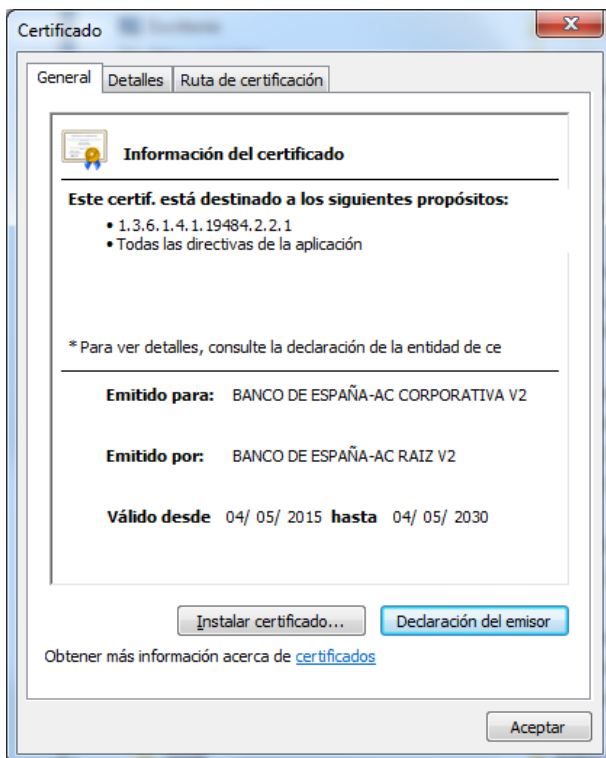 Certificado
General Detalles Ruta de certificación
Información del certificado
Este certif. está destinado a los siguientes propósitos:
• 1.3.6.1.4.1.19484.2.2.1
• Todas las directivas de la aplicación
* Para ver detalles, consulte la declaración de la entidad de ce
Emitido para: BANCO DE ESPAÑA-AC CORPORATIVA V2
Emitido por: BANCO DE ESPAÑA-AC RAIZ V2
Válido desde 04/ 05/ 2015 hasta 04/ 05/ 2030
Instalar certificado... Declaración del emisor
Obtener más información acerca de certificados
Aceptar